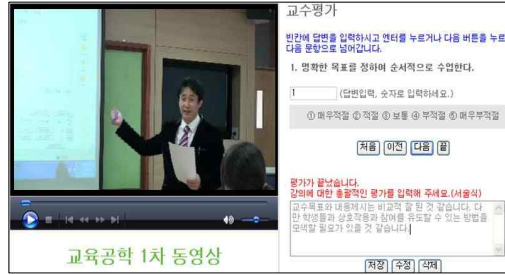 교수평가
빈칸에 답변을 입력하시고 엔터를 누르거나 다음 버튼을 누르
다음 문항으로 넘어갑니다.
1. 명확한 목표를 정하여 순서적으로 수업한다.
1 (답변입력, 숫자로 입력하세요.)
① 매우적절 ② 적절 ③ 보통 ④ 부적절 ⑤ 매우부적절
처음 이전 다음 끝
평가가 끝났습니다.
강의에 대한 총괄적인 평가를 입력해 주세요.(서술식)
교수목표와 내용제시는 비교적 잘 된 것 같습니다. 다
만 학생들과 상호작용과 참여를 유도할 수 있는 방법을
모색할 필요가 있을 것 같습니다.
저장 수정 삭제
교육공학 1차 동영상